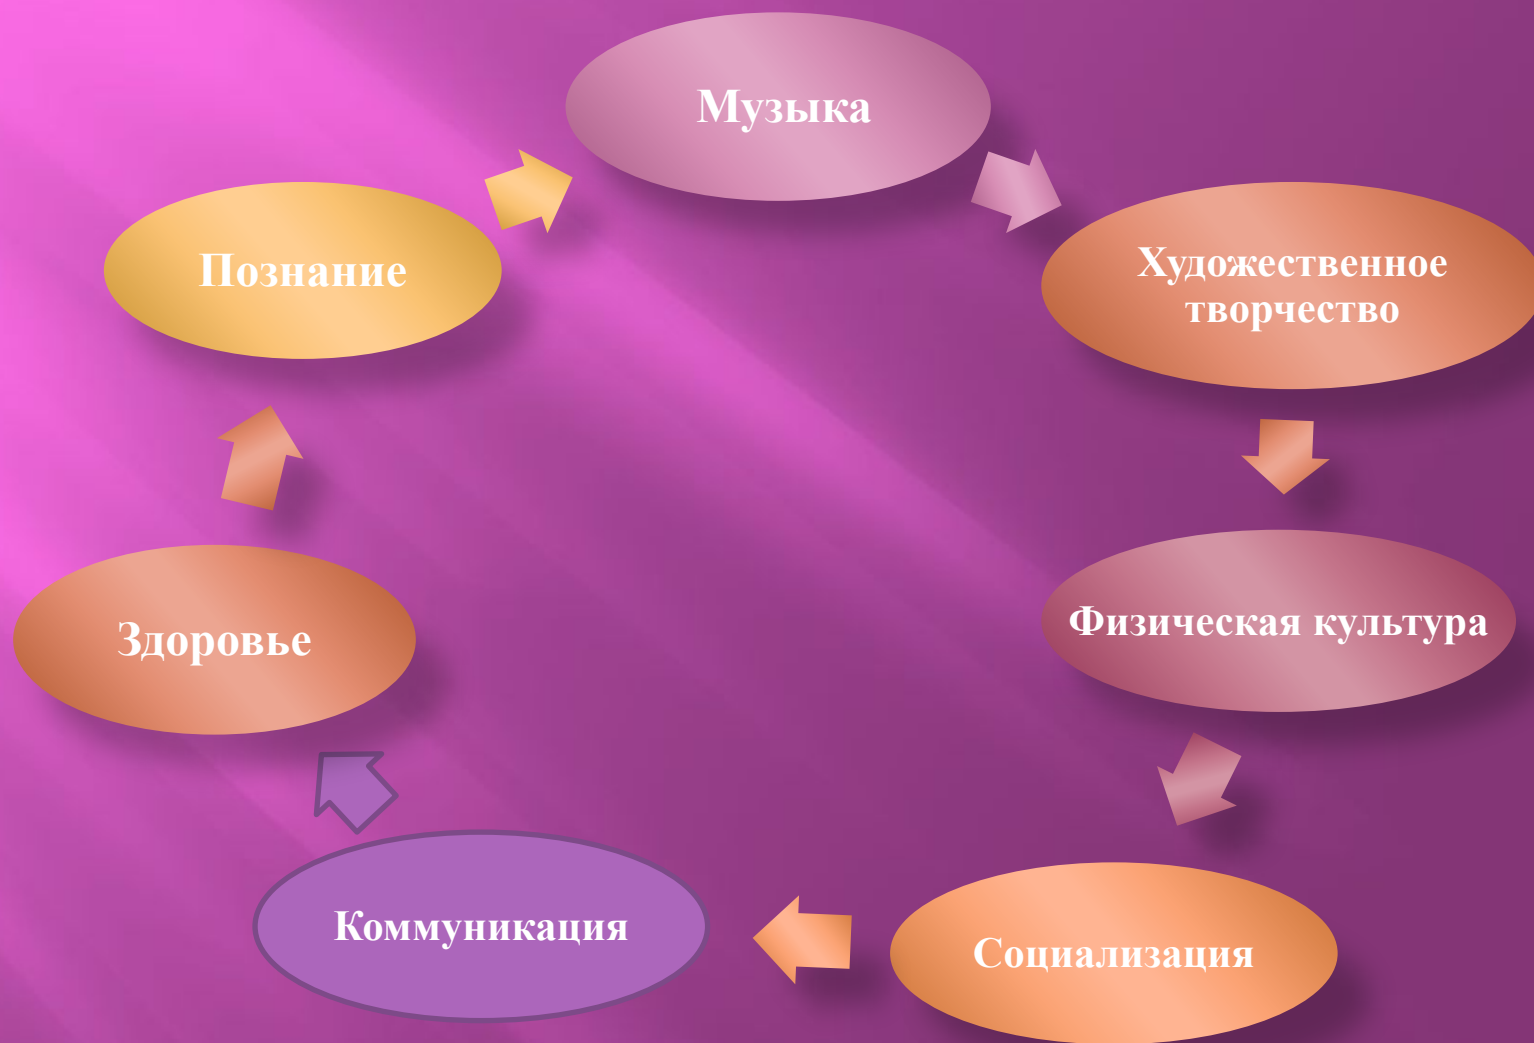 Музыка
Художественное
творчество
Физическая культура
Социализация
Коммуникация
Здоровье
Познание